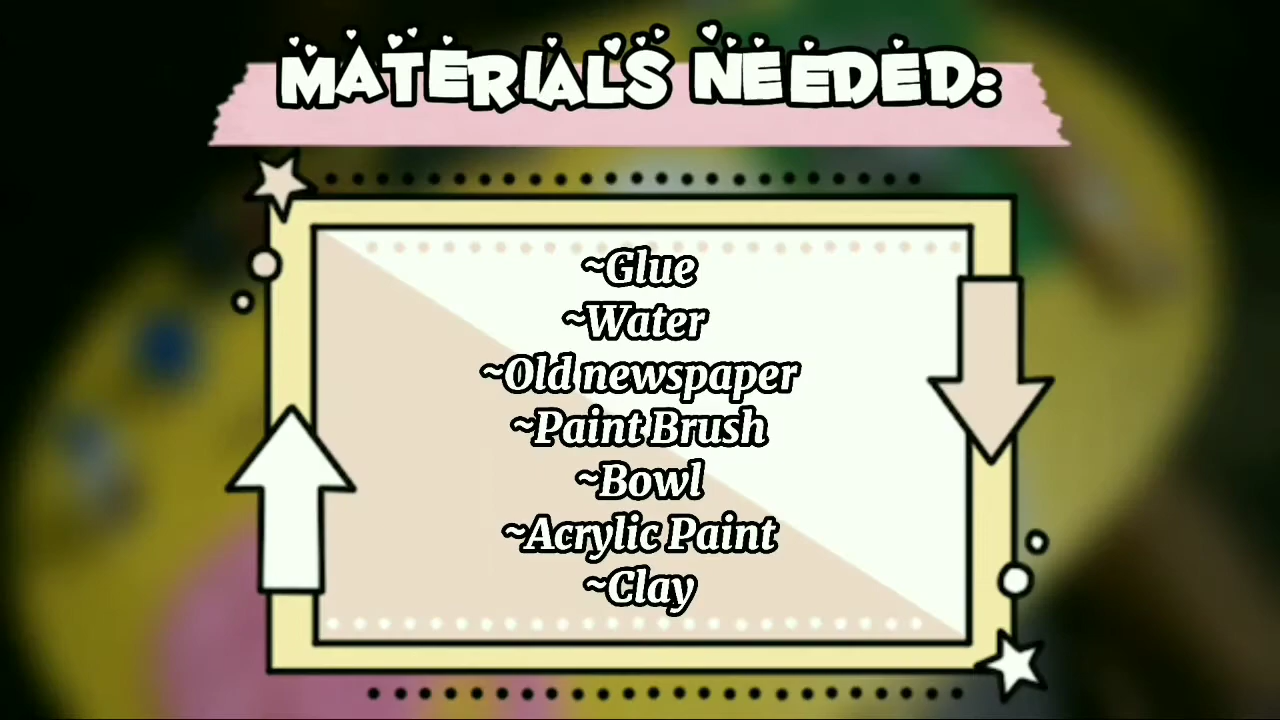 MATERIALS NEEDED:
~Glue
~Water
~Old newspaper
~Paint Brush
~Bowl
~Acrylic Paint
~Clay